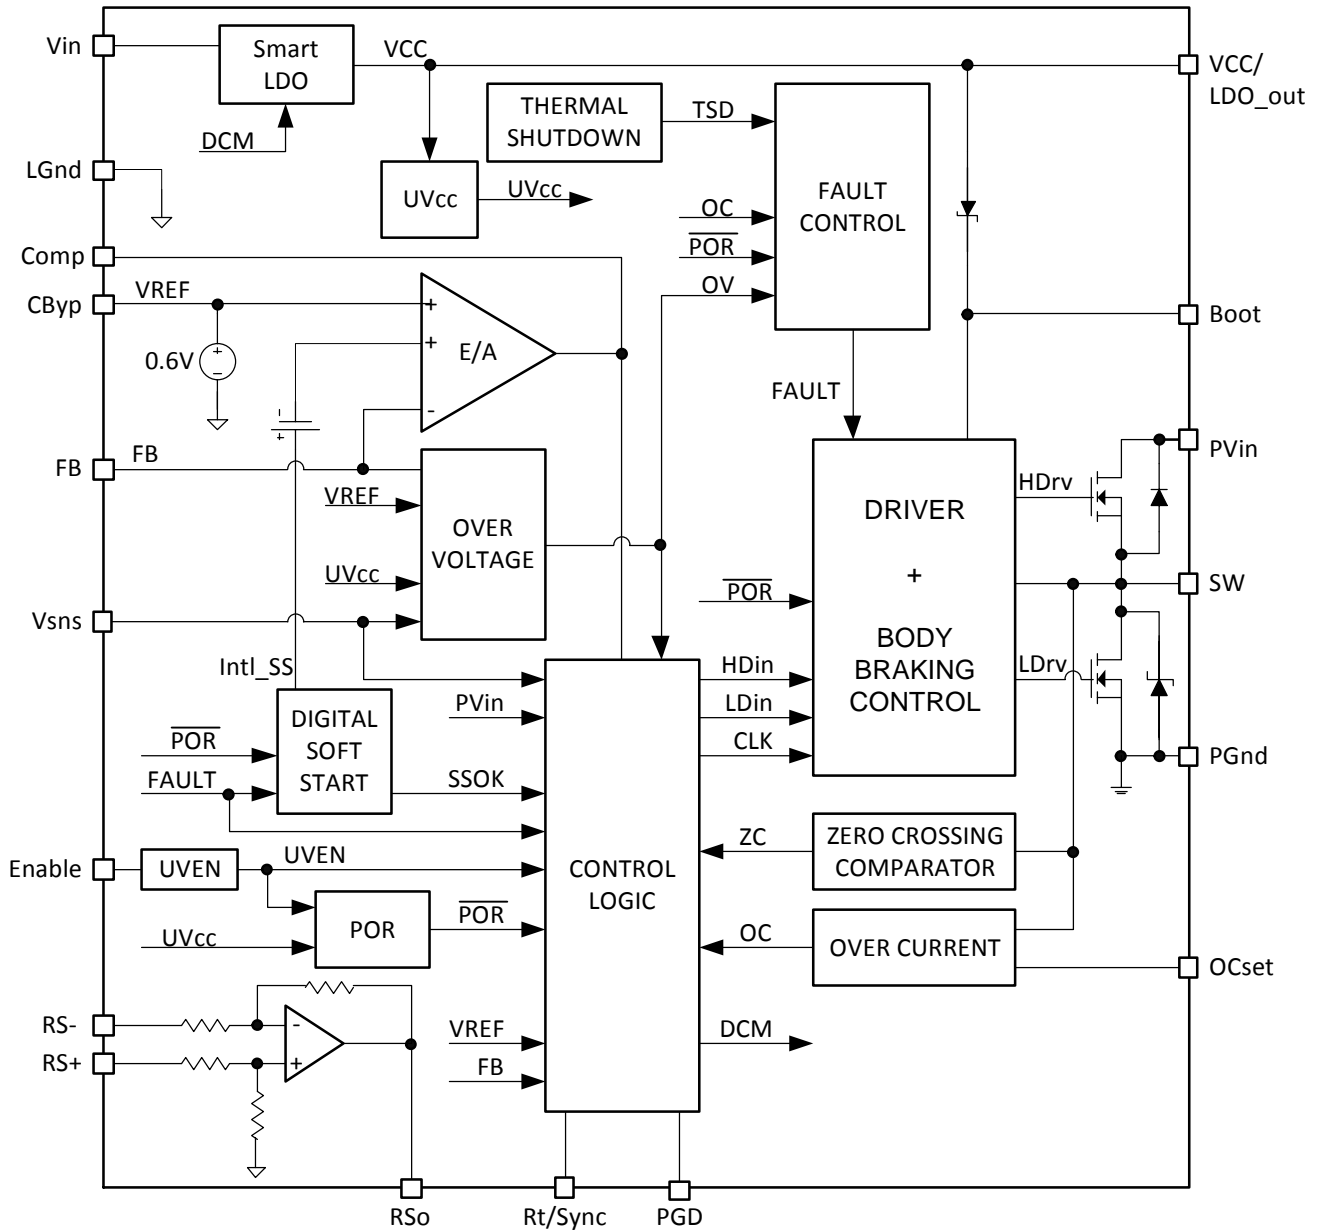 Vin
Smart
LDO
VCC
VCC/
LDO_out
DCM
THERMAL
SHUTDOWN
TSD
LGnd
UVcc
UVcc
FAULT
CONTROL
OC
POR
OV
Comp
CByp
VREF
+
+
-
E/A
0.6V
+
-
Boot
FAULT
-
+
FB
FB
PVin
VREF
OVER
VOLTAGE
UVcc
HDrv
DRIVER
+
BODY
BRAKING
CONTROL
SW
POR
Vsns
Intl_SS
HDin
LDrv
PVin
LDin
DIGITAL
SOFT
START
POR
CLK
PGnd
FAULT
SSOK
ZC
ZERO CROSSING
COMPARATOR
Enable
UVEN
UVEN
CONTROL
LOGIC
POR
POR
UVcc
OC
OVER CURRENT
OCset
RS-
-
RS+
+
VREF
DCM
FB
RSo
Rt/Sync
PGD